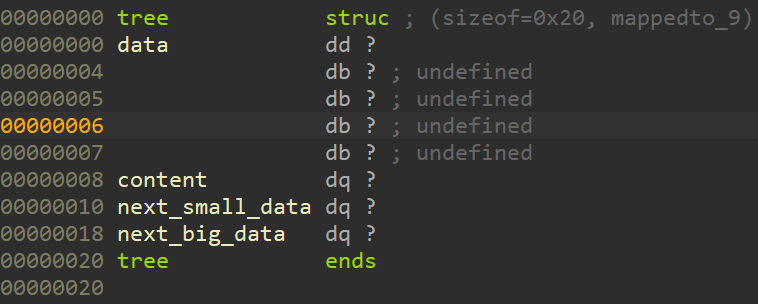 00000000 tree struc ; (sizeof=0x20, mappedto_9)
00000000 data dd ?
00000004 db ? ; undefined
00000005 db ? ; undefined
00000006 db ? ; undefined
00000007 db ? ; undefined
00000008 content dq ?
00000010 next_small_data dq ?
00000018 next_big_data dq ?
00000020 tree ends
00000020